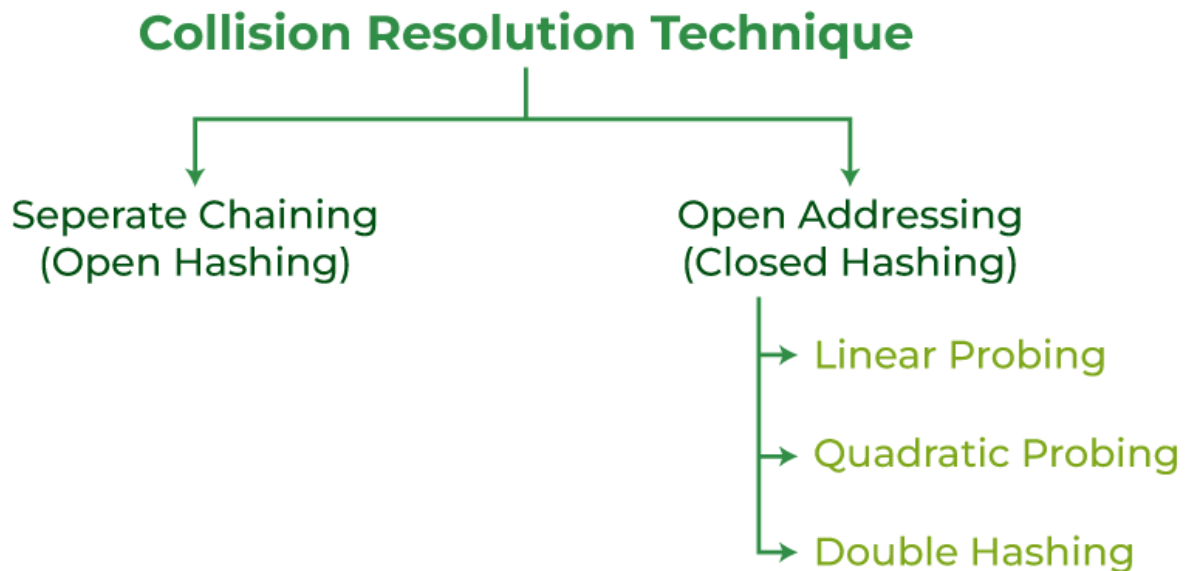 Collision Resolution Technique
Seperate Chaining
(Open Hashing)
Open Addressing
(Closed Hashing)
Linear Probing
Quadratic Probing
Double Hashing